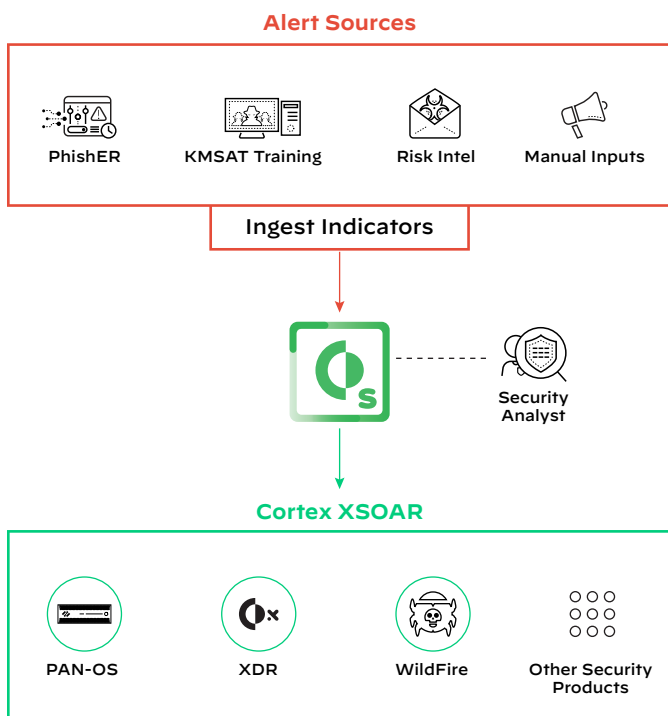 Alert Sources
PhishER
KMSAT Training
Risk Intel
Manual Inputs
Ingest Indicators
S
Security
Analyst
Cortex XSOAR
X
PAN-OS
XDR
WildFire
Other Security
Products